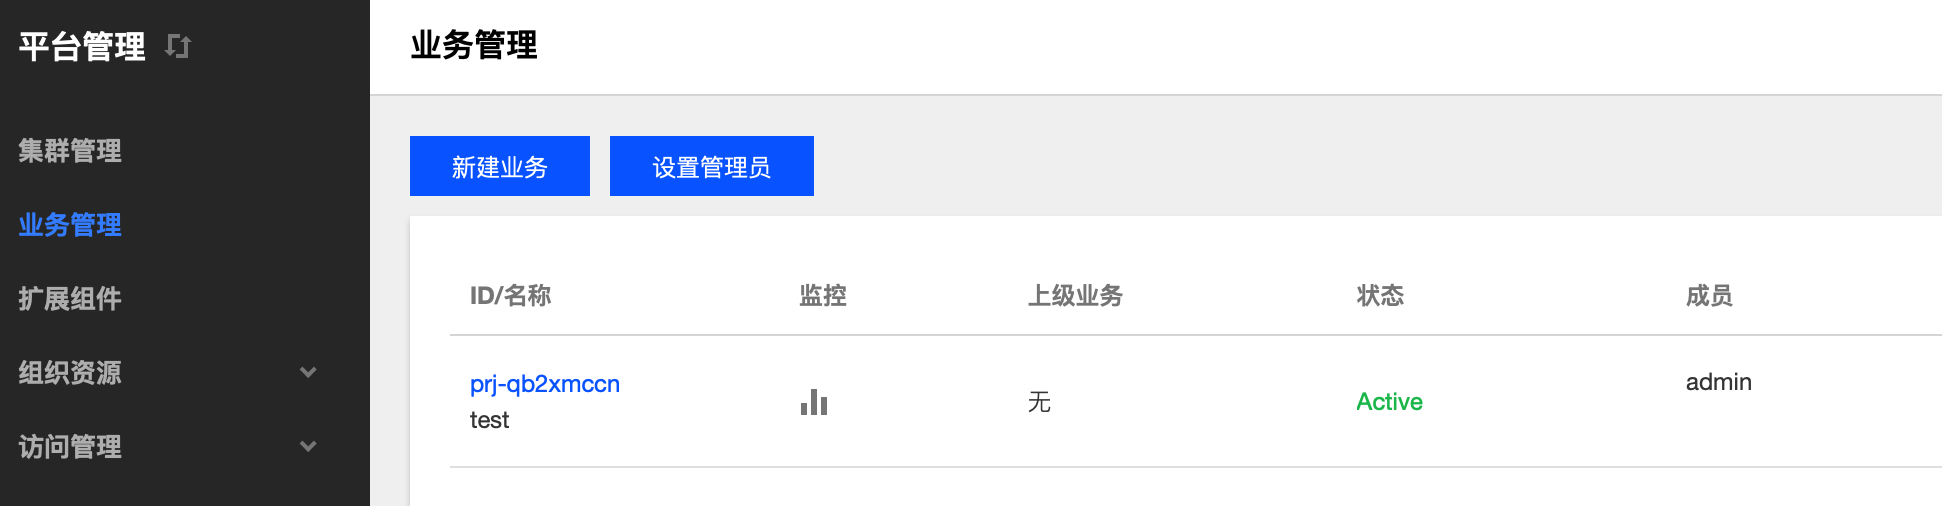 平台管理
业务管理
集群管理
业务管理
扩展组件
组织资源
访问管理
新建业务
设置管理员
ID/名称
监控
上级业务
状态
成员
prj-qb2xmccn
test
无
Active
admin